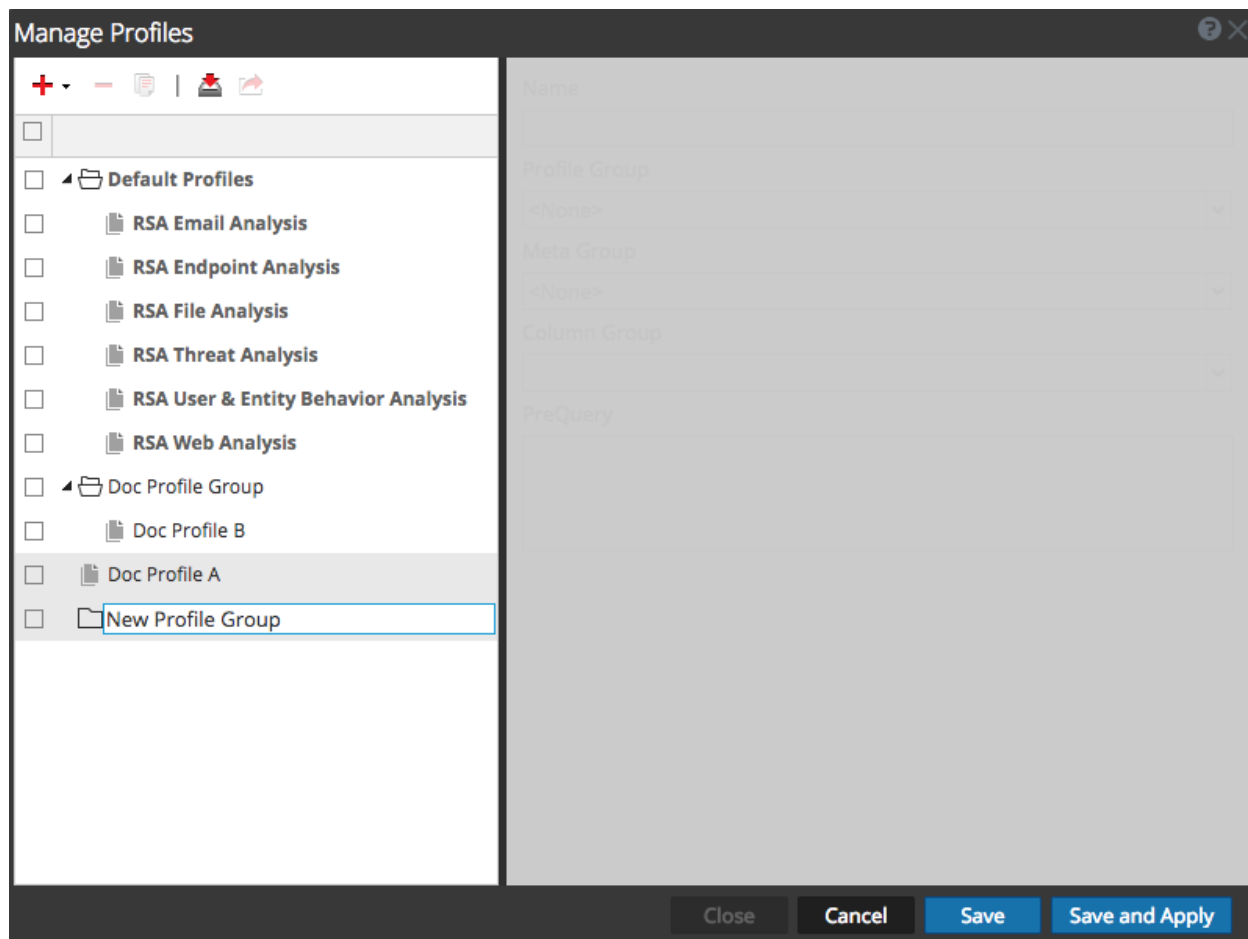 Manage Profiles
Name
Profile Group
<None>
Meta Group
<None>
Column Group
PreQuery
Default Profiles
RSA Email Analysis
RSA Endpoint Analysis
RSA File Analysis
RSA Threat Analysis
RSA User & Entity Behavior Analysis
RSA Web Analysis
Doc Profile Group
Doc Profile B
Doc Profile A
New Profile Group
Close
Cancel
Save
Save and Apply